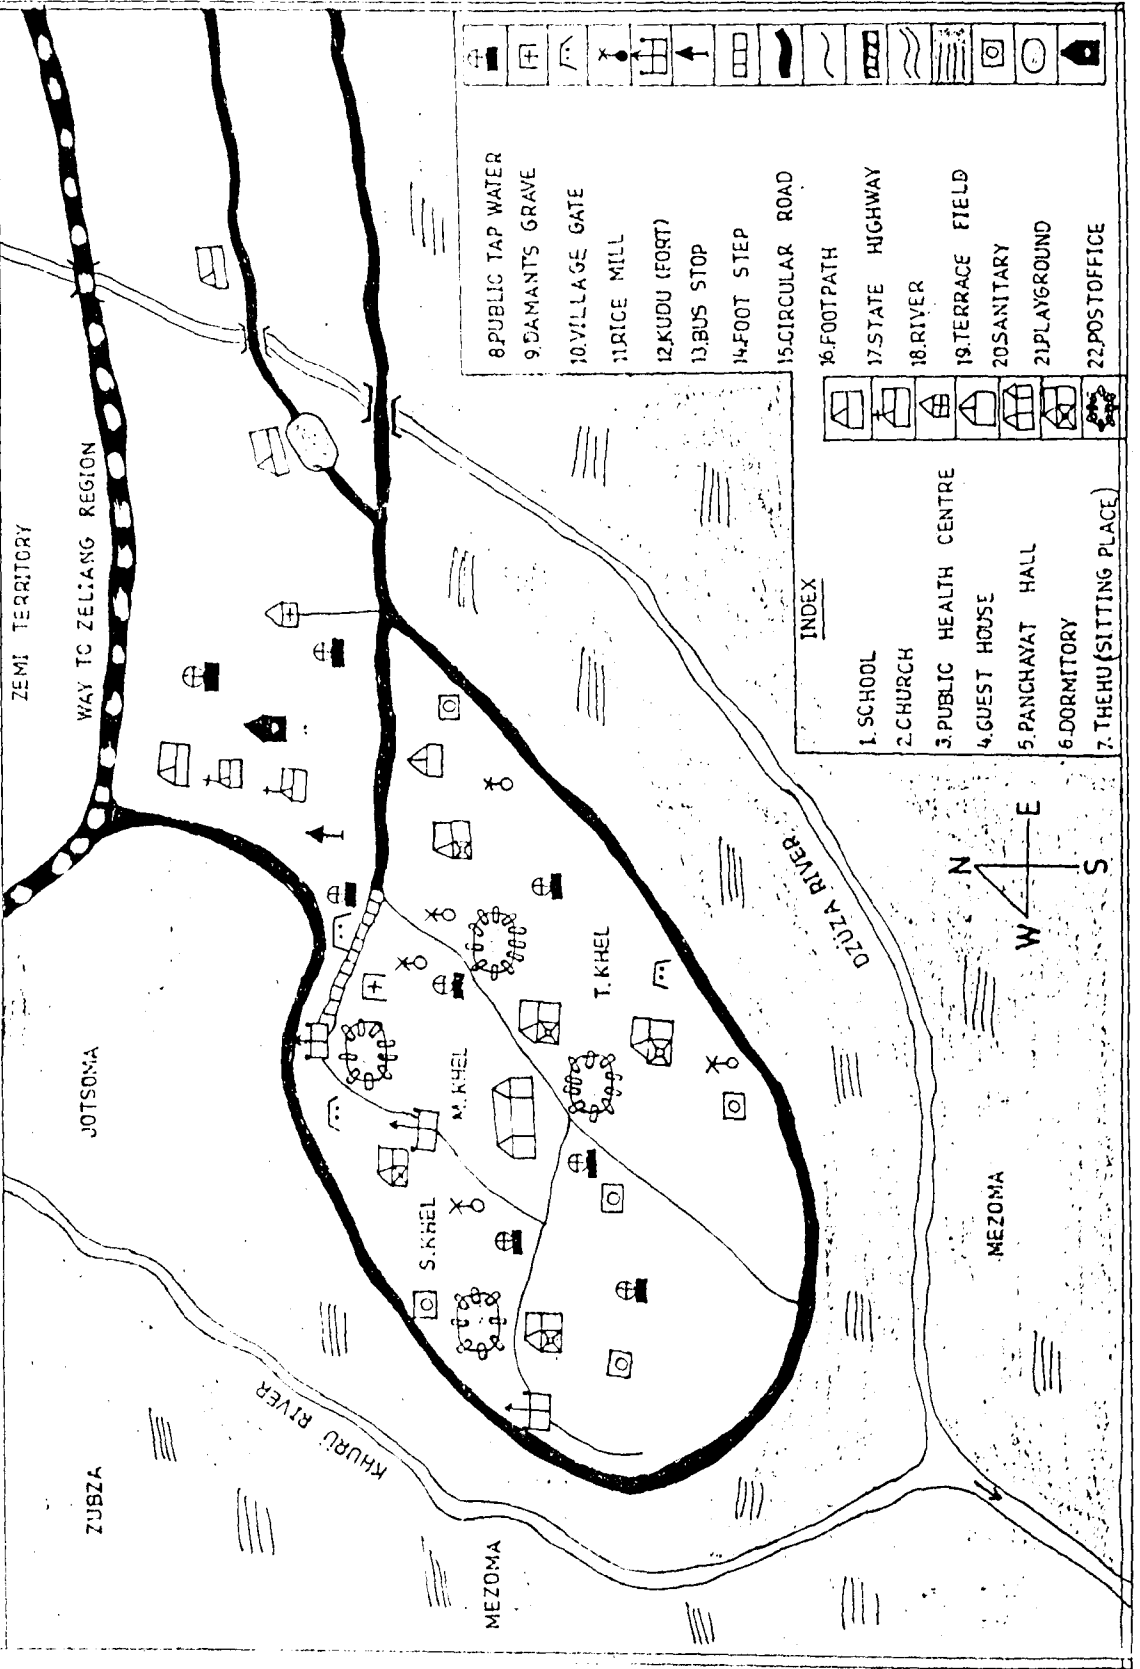 ZEMI TERRITORY
WAY TO ZELIANG REGION
JOTSOMA
ZUBZA
KHURU RIVER
MEZOMA
S.KHEL
M.KHEL
T.KHEL
DZÜZA RIVER
MEZOMA
N
W
E
S
INDEX
1. SCHOOL
2. CHURCH
3. PUBLIC HEALTH CENTRE
4. GUEST HOUSE
5. PANCHAYAT HALL
6. DORMITORY
7. THEHU (SITTING PLACE)
8. PUBLIC TAP WATER
9. DAMANT'S GRAVE
10. VILLAGE GATE
11. RICE MILL
12. KUDU (FORT)
13. BUS STOP
14. FOOT STEP
15. CIRCULAR ROAD
16. FOOTPATH
17. STATE HIGHWAY
18. RIVER
19. TERRACE FIELD
20 SANITARY
21. PLAYGROUND
22. POSTOFFICE